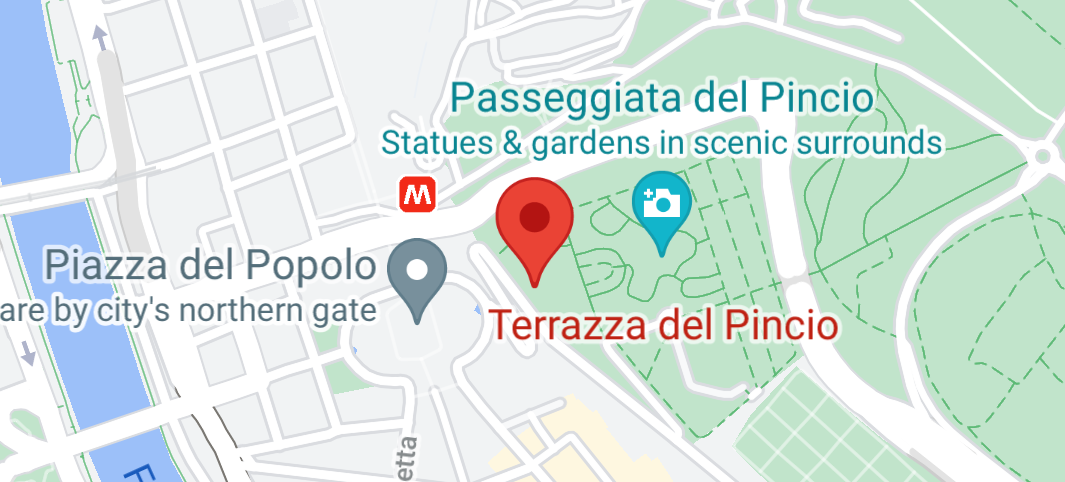 Passeggiata del Pincio
Statues & gardens in scenic surrounds
M
Piazza del Popolo
are by city's northern gate
Terrazza del Pincio
etta
F